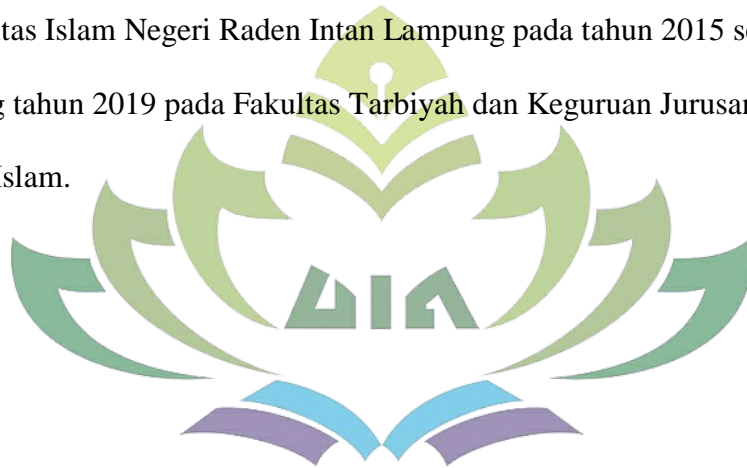 tas Islam Negeri Raden Intan Lampung pada tahun 2015 s
g tahun 2019 pada Fakultas Tarbiyah dan Keguruan Jurusan
Islam.
UIN